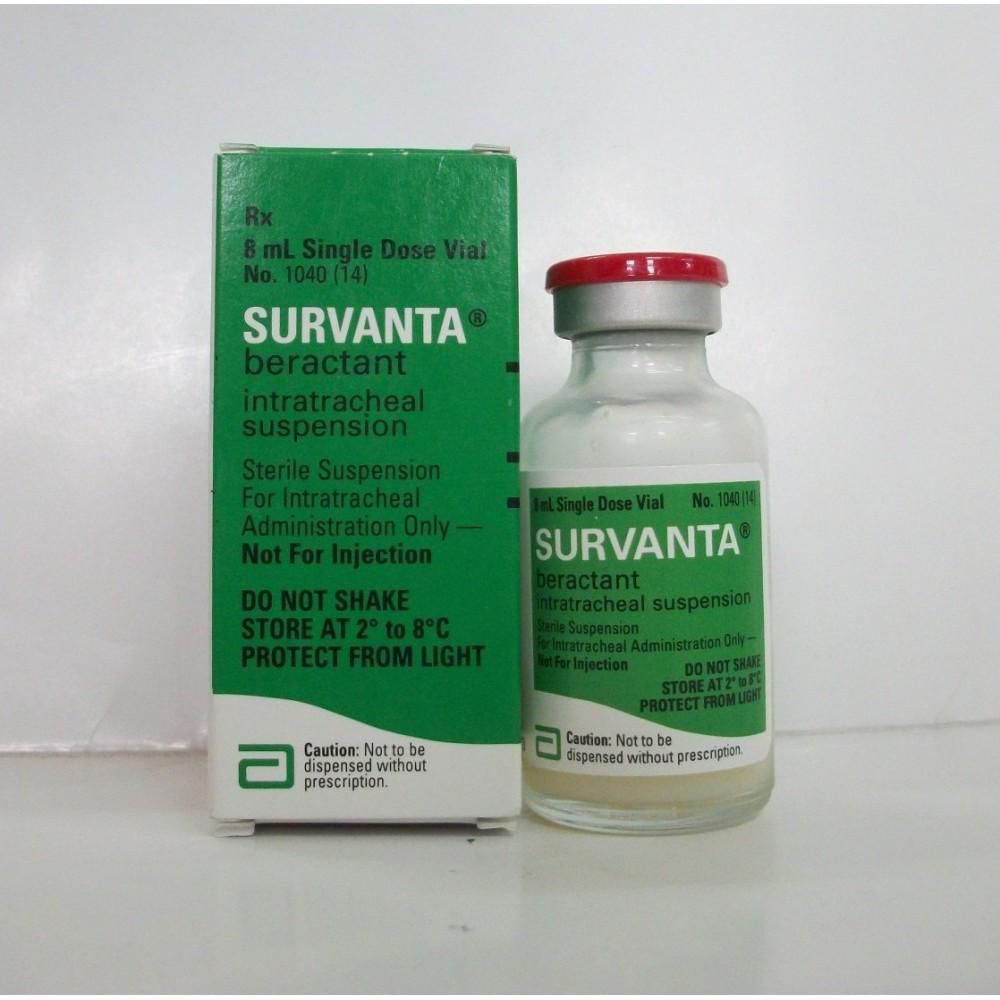 Rx
8 mL Single Dose Vial
No. 1040 (14)
SURVANTA®
beractant
intratracheal
suspension
Sterile Suspension
For Intratracheal
Administration Only —
Not For Injection
DO NOT SHAKE
STORE AT 2° to 8°C
PROTECT FROM LIGHT
Caution: Not to be
dispensed without
prescription.
8 mL Single Dose Vial No. 1040 (14)
SURVANTA®
beractant
intratracheal suspension
Sterile Suspension
For Intratracheal Administration Only —
Not For Injection
DO NOT SHAKE
STORE AT 2° to 8°C
PROTECT FROM LIGHT
Caution: Not to be
dispensed without prescription.